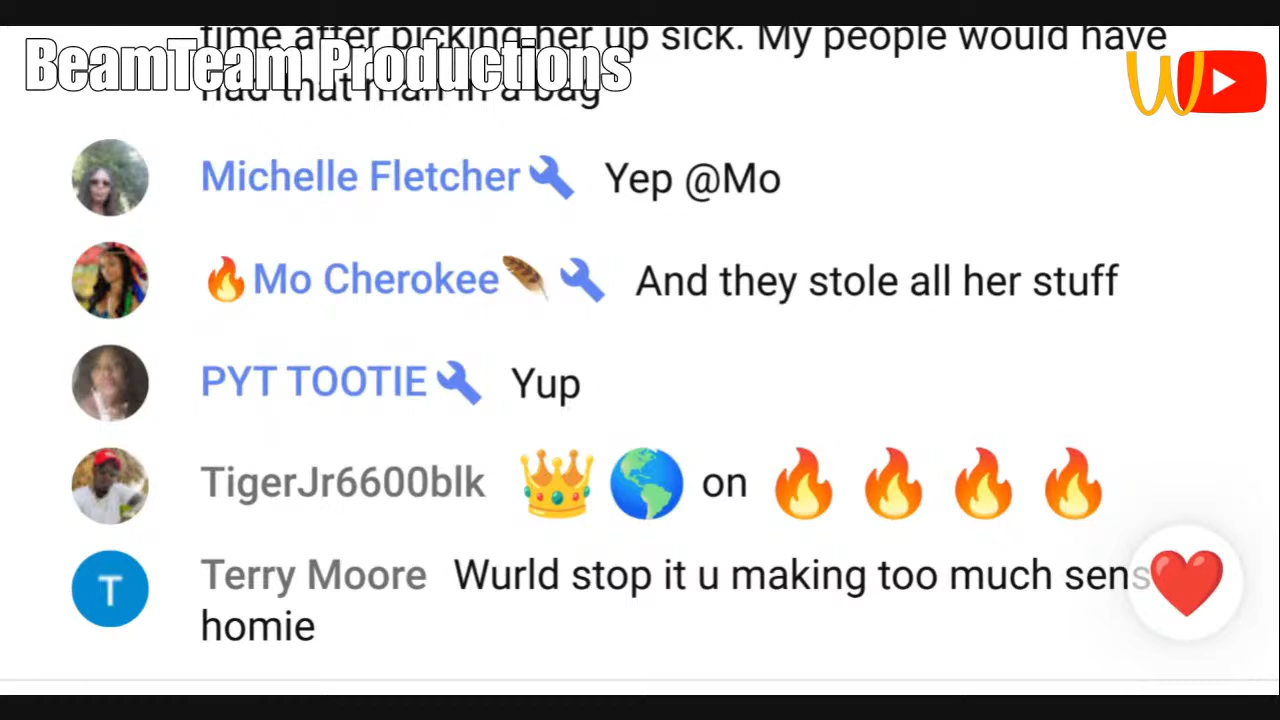 time after picking her up sick. My people would have
BeamTeam Productions
had that man in a bag
Michelle Fletcher Yep @Mo
🔥Mo Cherokee🪶 And they stole all her stuff
PYT TOOTIE Yup
TigerJr6600blk 👑 🌎 on 🔥 🔥 🔥 🔥
T
Terry Moore Wurld stop it u making too much sens
homie